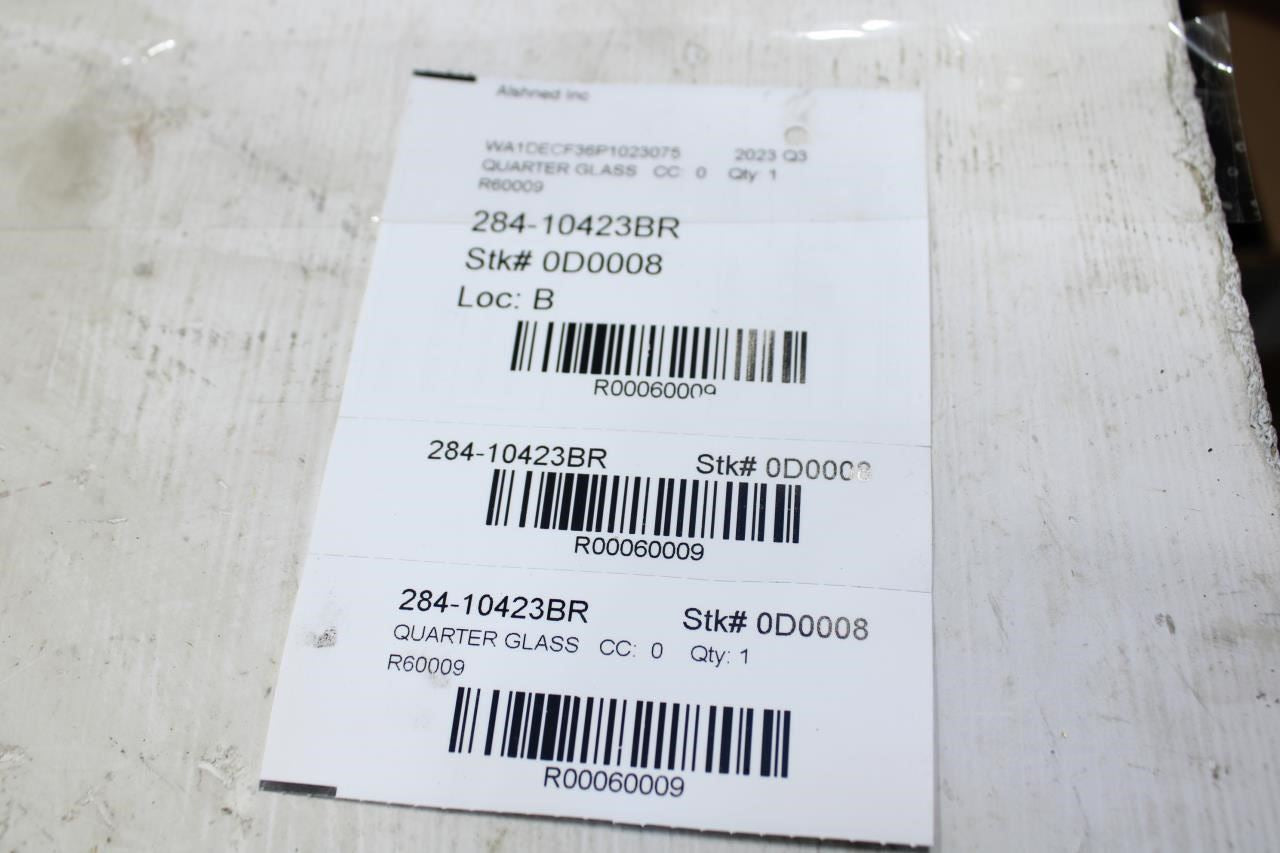 Alshned Inc
WA1DECF36P1023075 2023 Q3
QUARTER GLASS CC: 0 Qty: 1
R60009
284-10423BR
Stk# 0D0008
Loc: B
R00060009
284-10423BR Stk# 0D0008
R00060009
284-10423BR Stk# 0D0008
QUARTER GLASS CC: 0 Qty: 1
R60009
R00060009